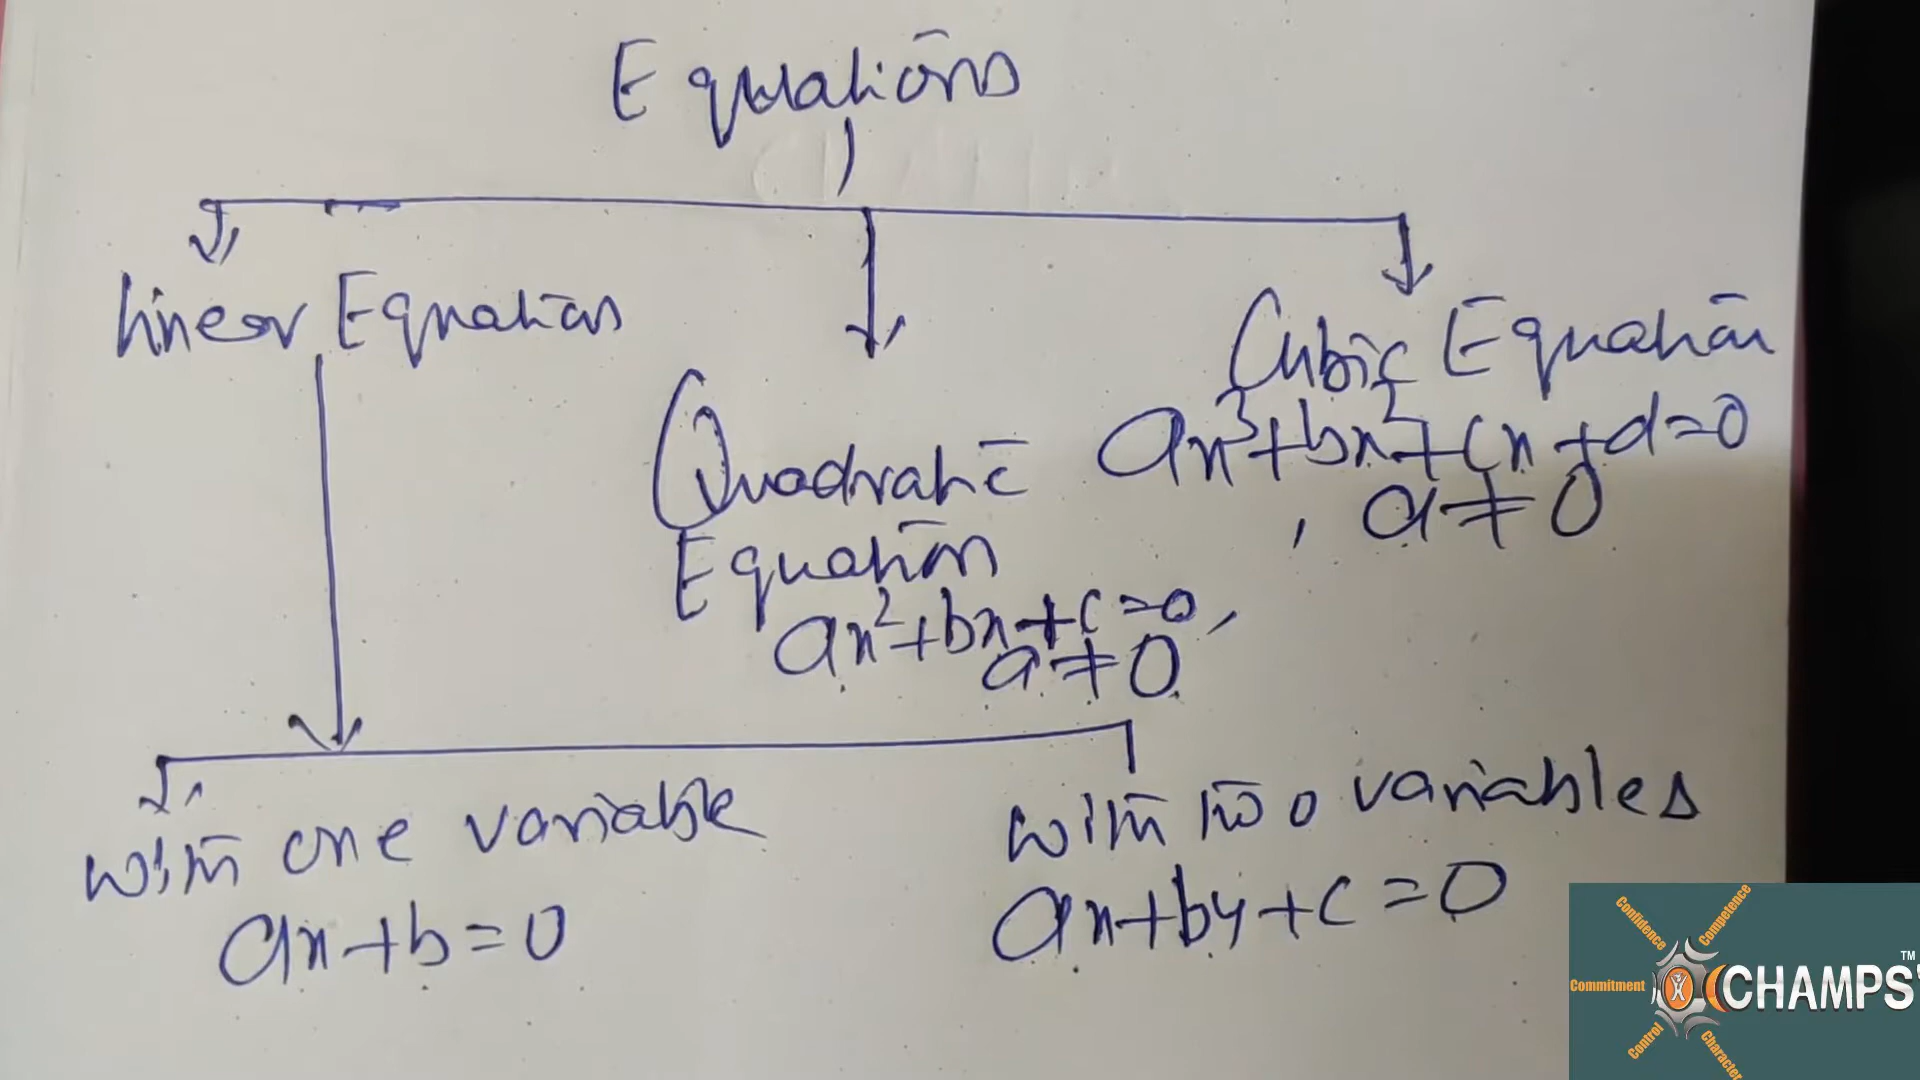 Equations
Linear Equations
Cubic Equation
ax³+bx²+cx+d=0
, a≠0
Quadratic
Equation
ax²+bx+c=0,
a≠0
with one variable
ax+b=0
with two variables
ax+by+c=0
Confidence
Competence
Commitment
CHAMPS
TM
Control
Character